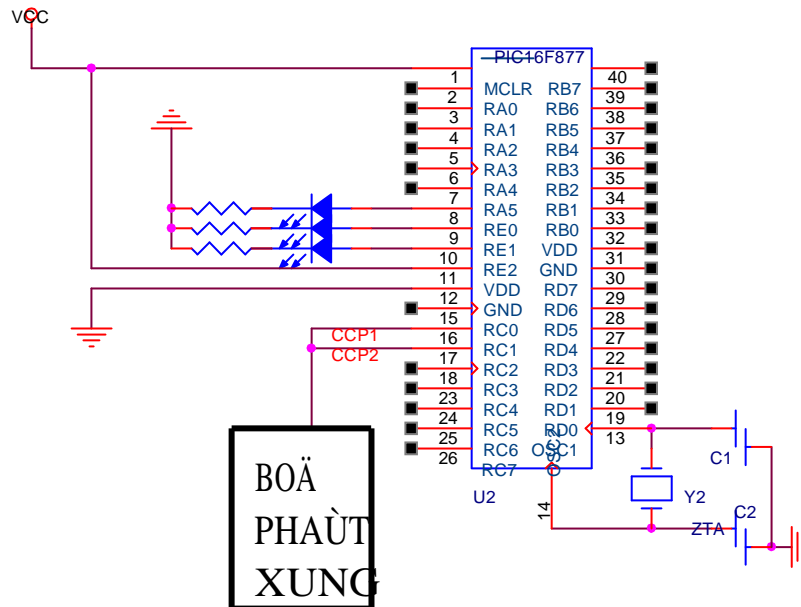 VCC
PIC16F877
1
MCLR
RB7
40
2
RA0
RB6
39
3
RA1
RB5
38
4
RA2
RB4
37
5
RA3
RB3
36
6
RA4
RB2
35
7
RA5
RB1
34
8
RE0
RB0
33
9
RE1
VDD
32
10
RE2
GND
31
11
VDD
RD7
30
12
GND
RD6
29
15
RC0
RD5
28
CCP1
16
RC1
RD4
27
CCP2
17
RC2
RD3
22
18
RC3
RD2
21
23
RC4
RD1
20
24
RC5
RD0
19
25
RC6
OSC1
13
26
RC7
OSC2
14
U2
C1
Y2
C2
ZTA
BOÄ
PHAÙT
XUNG